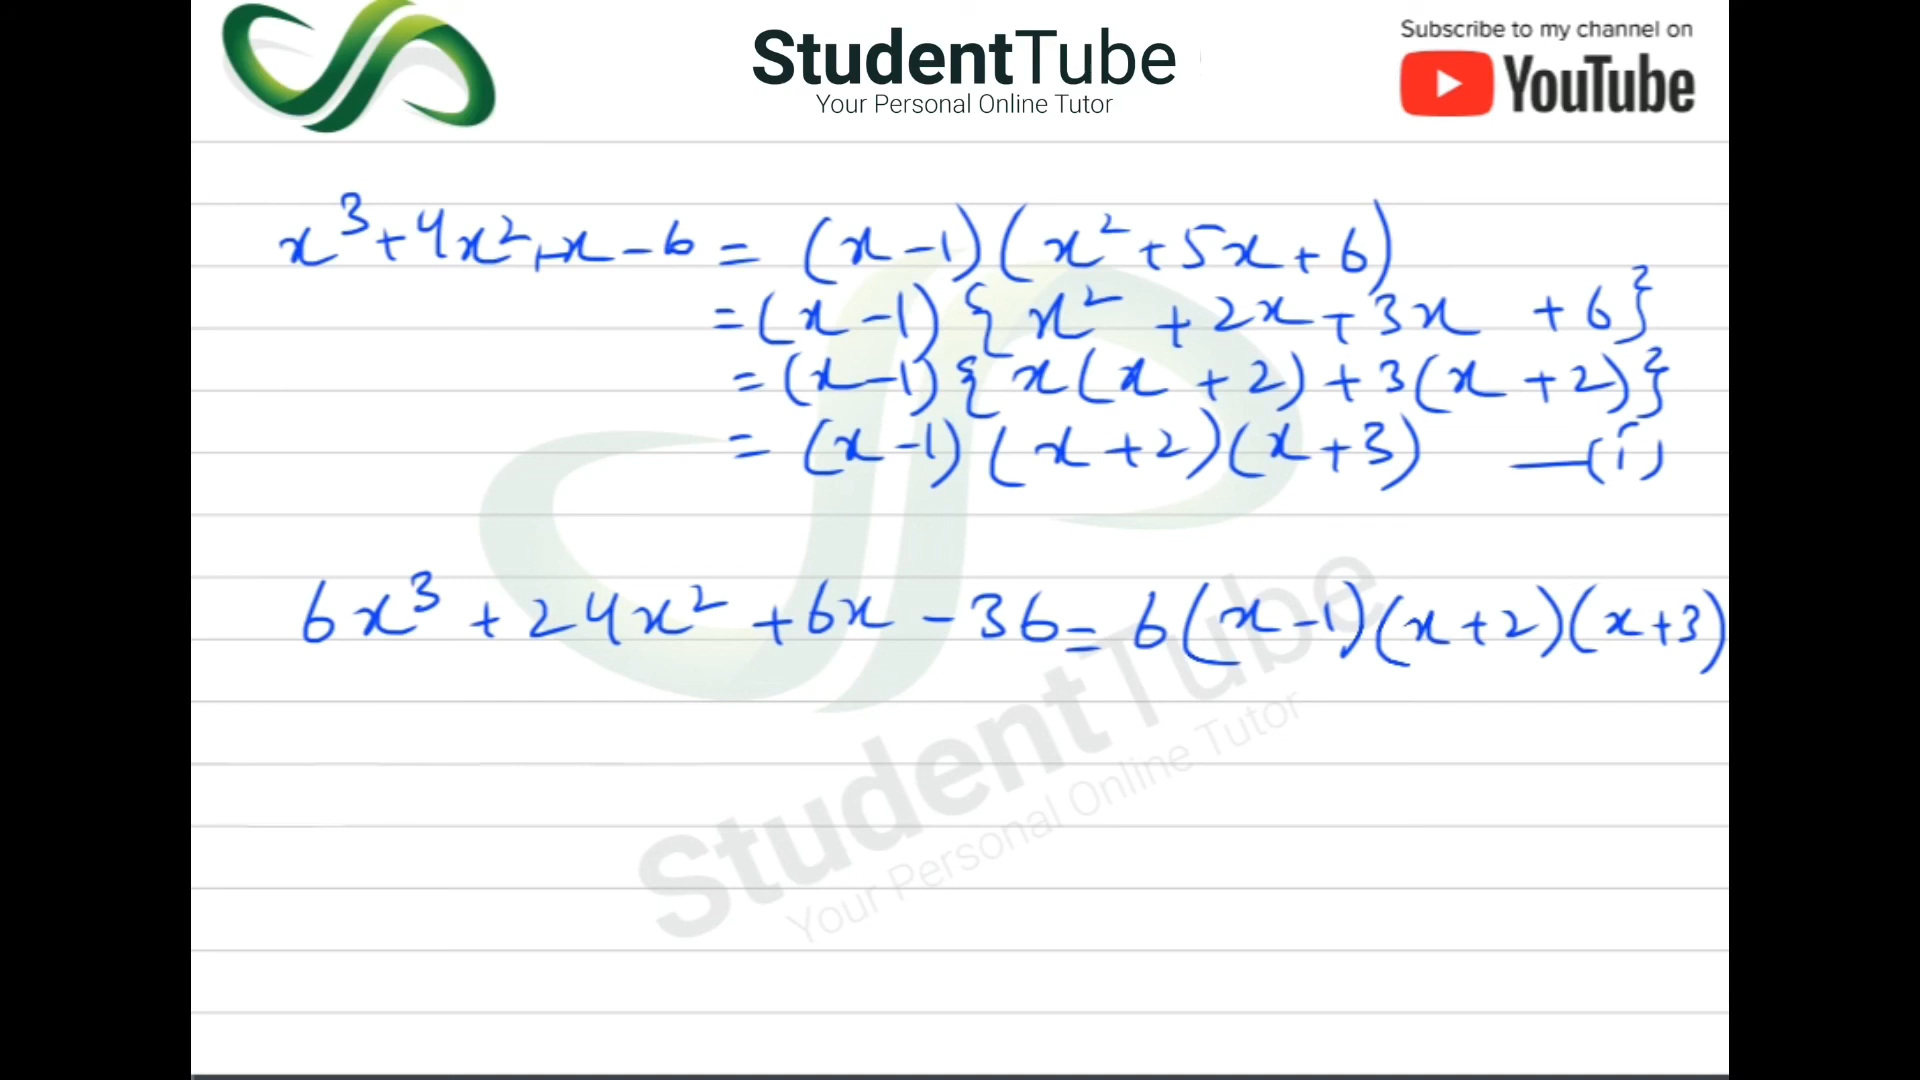 StudentTube
Your Personal Online Tutor
Subscribe to my channel on
YouTube
x³+4x²+x-6 = (x-1)(x²+5x+6)
=(x-1){x² +2x+3x +6}
=(x-1){x(x+2)+3(x+2)}
= (x-1)(x+2)(x+3) —(i)
6x³ +24x² +6x -36= 6(x-1)(x+2)(x+3)
StudentTube
Your Personal Online Tutor